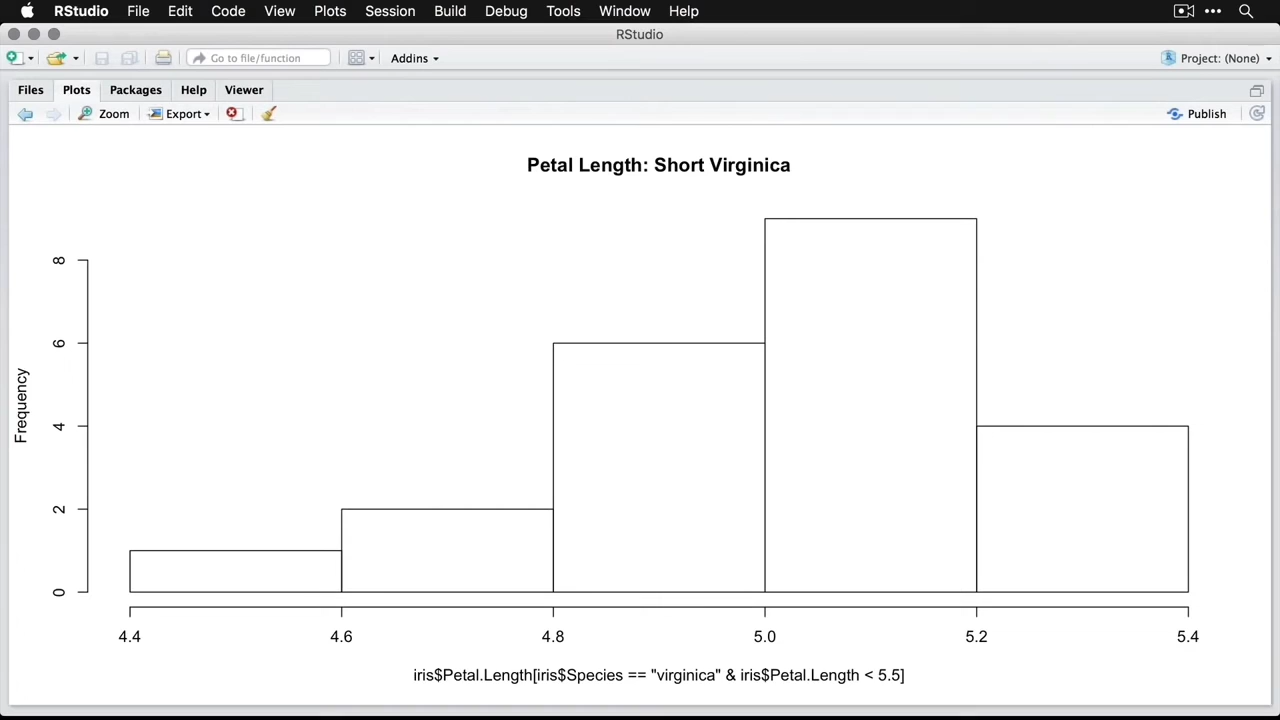 RStudio File Edit Code View Plots Session Build Debug Tools Window Help
RStudio
Go to file/function Addins Project: (None)
Files Plots Packages Help Viewer
Zoom Export Publish
Petal Length: Short Virginica
Frequency
8
6
4
2
0
4.4 4.6 4.8 5.0 5.2 5.4
iris$Petal.Length[iris$Species == "virginica" & iris$Petal.Length < 5.5]